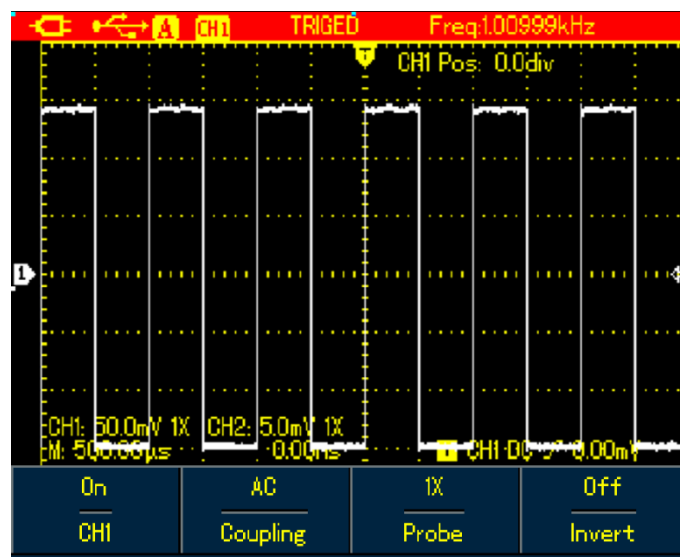 A CH1 TRIGED Freq:1.00999kHz
T CH1 Pos: 0.0div
1
CH1: 50.0mV 1X CH2: 5.0mV 1X
M: 500.00µs 0.00ns T CH1-DC 0.00mV
On AC 1X Off
CH1 Coupling Probe Invert